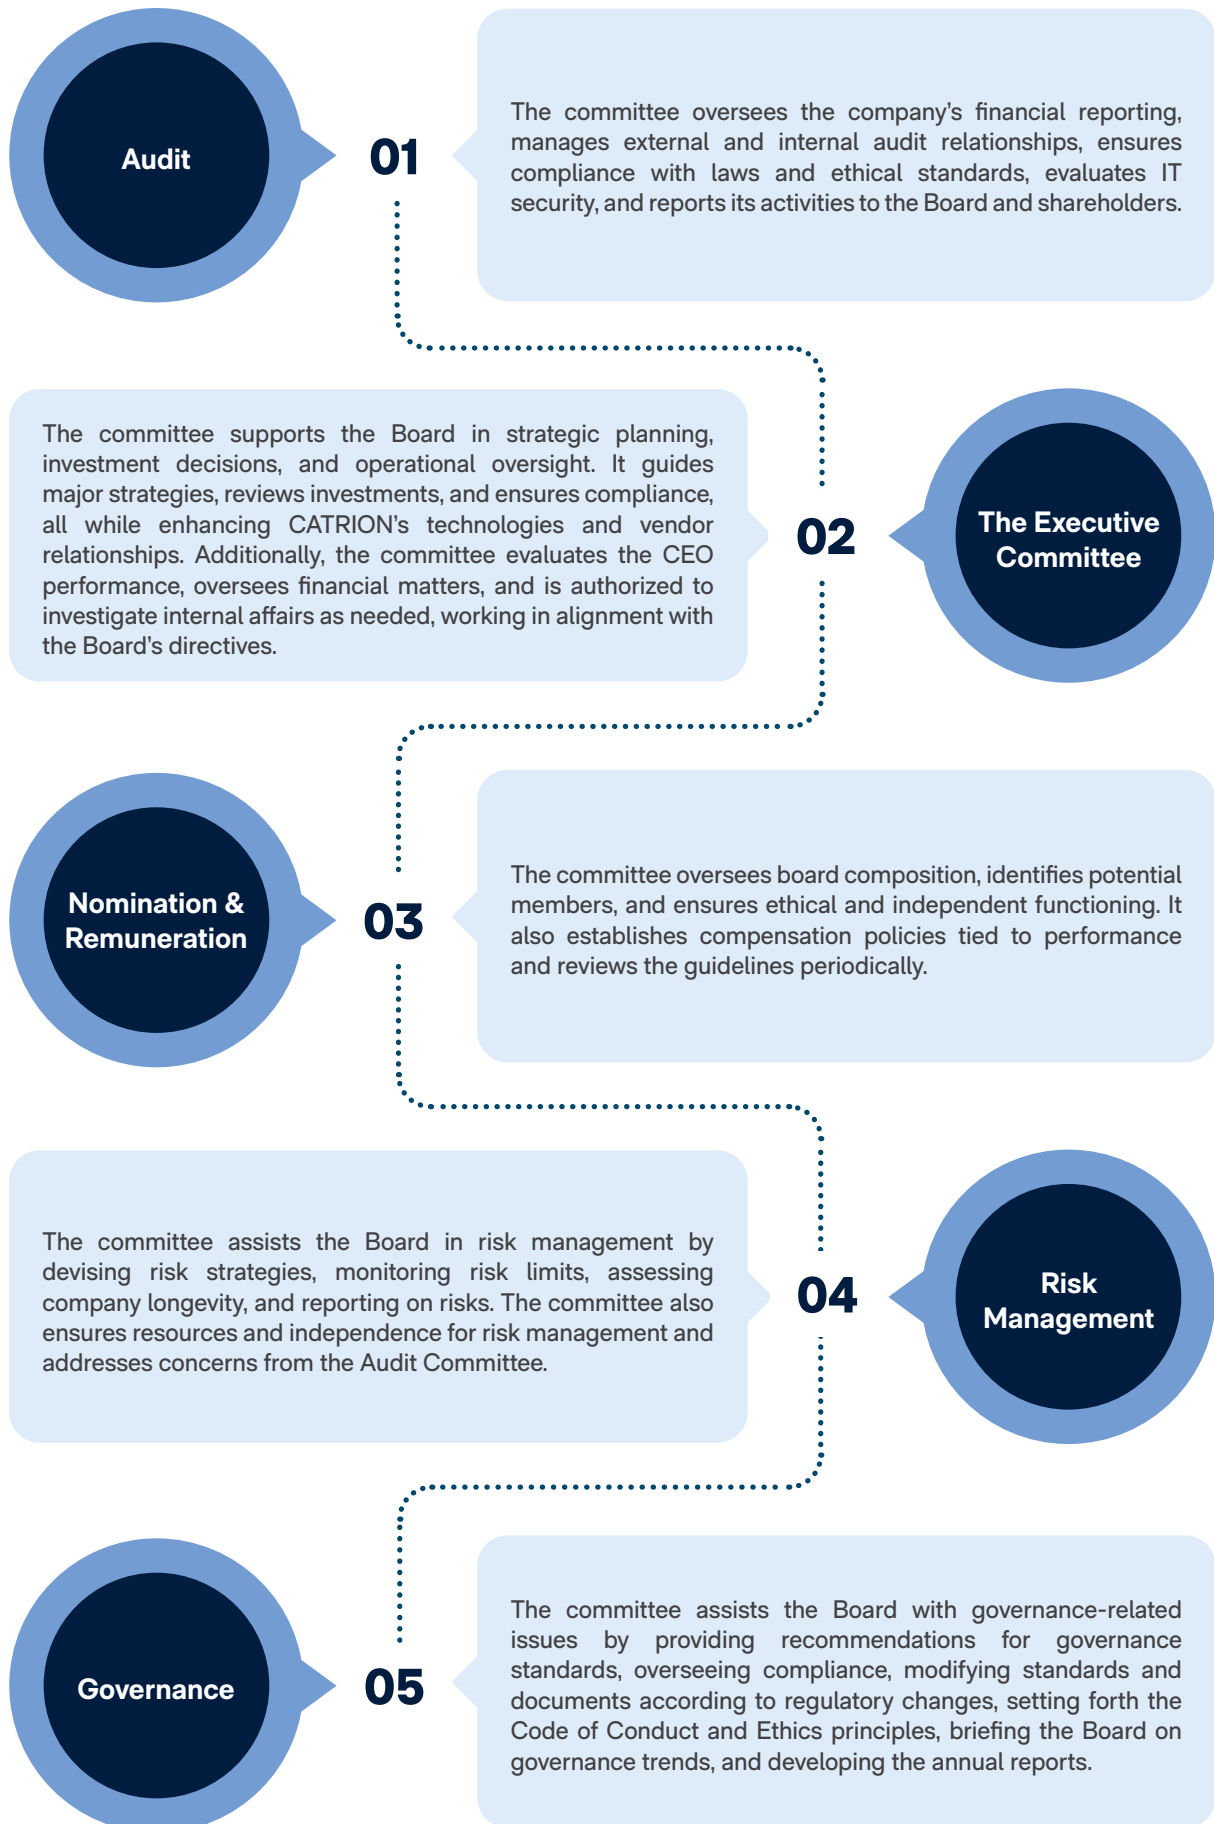 Audit
01
The committee oversees the company's financial reporting,
manages external and internal audit relationships, ensures
compliance with laws and ethical standards, evaluates IT
security, and reports its activities to the Board and shareholders.
The committee supports the Board in strategic planning,
investment decisions, and operational oversight. It guides
major strategies, reviews investments, and ensures compliance,
all while enhancing CATRION's technologies and vendor
relationships. Additionally, the committee evaluates the CEO
performance, oversees financial matters, and is authorized to
investigate internal affairs as needed, working in alignment with
the Board's directives.
02
The Executive
Committee
Nomination &
Remuneration
03
The committee oversees board composition, identifies potential
members, and ensures ethical and independent functioning. It
also establishes compensation policies tied to performance
and reviews the guidelines periodically.
The committee assists the Board in risk management by
devising risk strategies, monitoring risk limits, assessing
company longevity, and reporting on risks. The committee also
ensures resources and independence for risk management and
addresses concerns from the Audit Committee.
04
Risk
Management
Governance
05
The committee assists the Board with governance-related
issues by providing recommendations for governance
standards, overseeing compliance, modifying standards and
documents according to regulatory changes, setting forth the
Code of Conduct and Ethics principles, briefing the Board on
governance trends, and developing the annual reports.